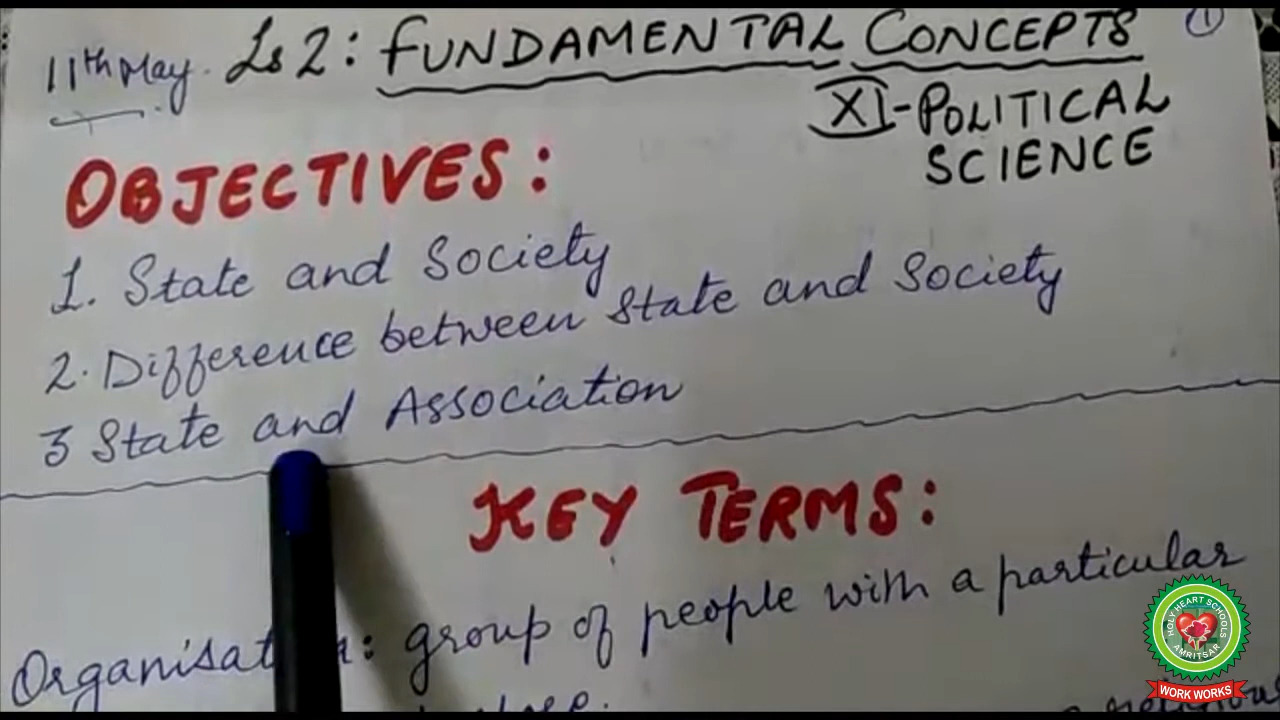 11th May. Ls 2: FUNDAMENTAL CONCEPTS 1
XI-POLITICAL
SCIENCE
OBJECTIVES:
1. State and Society
2. Difference between State and Society
3 State and Association
KEY TERMS:
group of people with a particular
HOLY HEART SCHOOLS
AMRITSAR
WORK WORKS